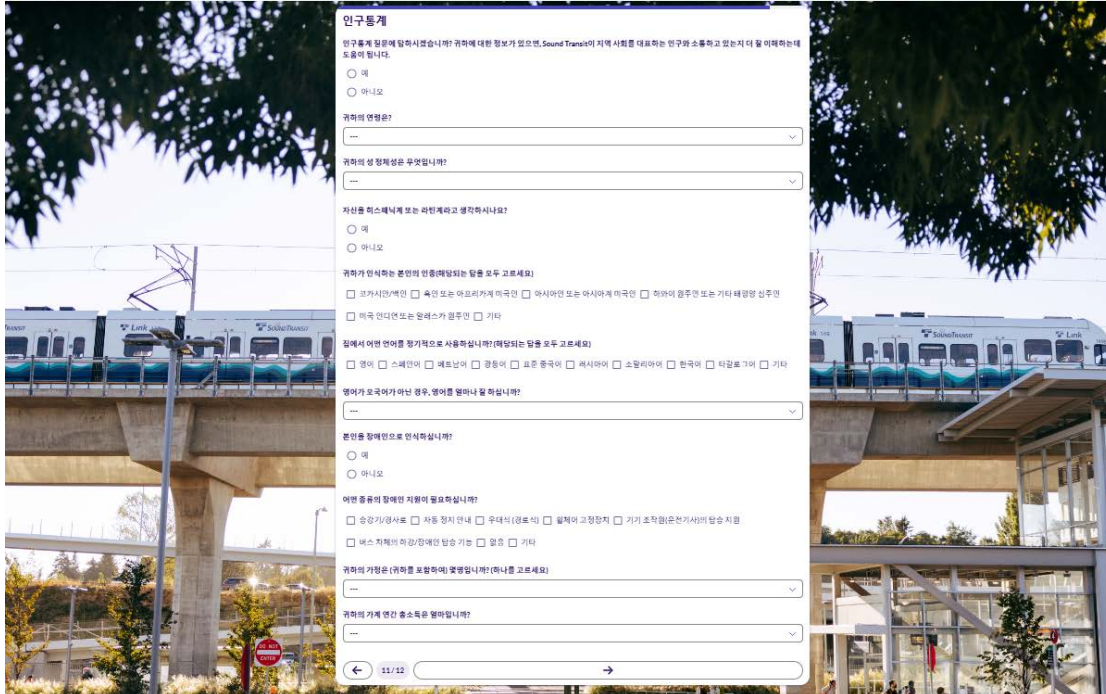 인구통계
인구통계 질문에 답하시겠습니까? 귀하에 대한 정보가 있으면, Sound Transit이 지역 사회를 대표하는 인구와 소통하고 있는지 더 잘 이해하는데
도움이 됩니다.
예
아니오
귀하의 연령은?
---
귀하의 성 정체성은 무엇입니까?
---
자신을 히스패닉계 또는 라틴계라고 생각하시나요?
예
아니오
귀하가 인식하는 본인의 인종(해당되는 답을 모두 고르세요)
코카시안/백인 흑인 또는 아프리카계 미국인 아시아인 또는 아시아계 미국인 하와이 원주민 또는 기타 태평양 섬주민
미국 인디언 또는 알래스카 원주민 기타
집에서 어떤 언어를 정기적으로 사용하십니까? (해당되는 답을 모두 고르세요)
영어 스페인어 베트남어 광동어 표준 중국어 러시아어 소말리아어 한국어 타갈로그어 기타
영어가 모국어가 아닌 경우, 영어를 얼마나 잘 하십니까?
---
본인을 장애인으로 인식하십니까?
예
아니오
어떤 종류의 장애인 지원이 필요하십니까?
승강기/경사로 자동 정지 안내 우대석 (경로석) 휠체어 고정장치 기기 조작원(운전기사)의 탑승 지원
버스 차체의 하강/장애인 탑승 기능 없음 기타
귀하의 가정은 (귀하를 포함하여) 몇명입니까? (하나를 고르세요)
---
귀하의 가계 연간 총소득은 얼마입니까?
---
11/12
Link
SOUNDTRANSIT
SOUNDTRANSIT
Link
DO NOT
ENTER